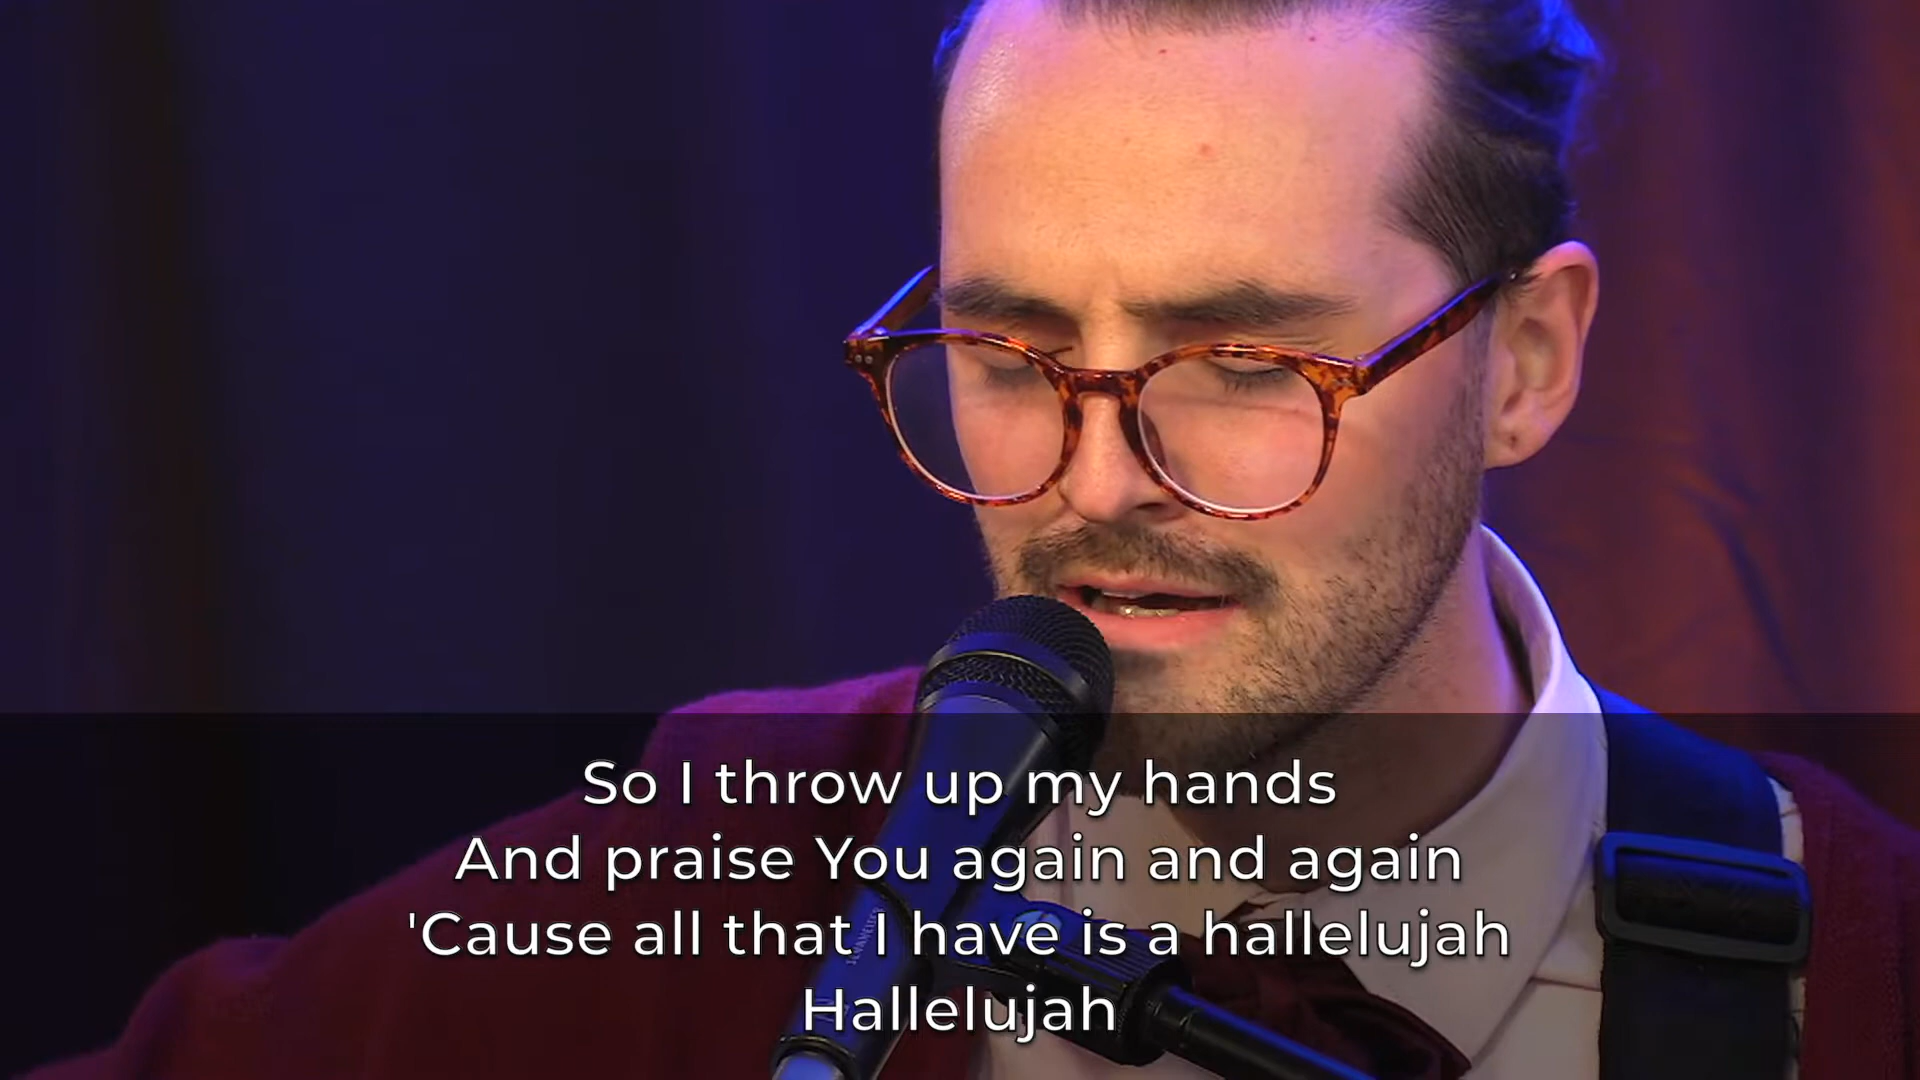 So I throw up my hands
And praise You again and again
'Cause all that I have is a hallelujah
Hallelujah